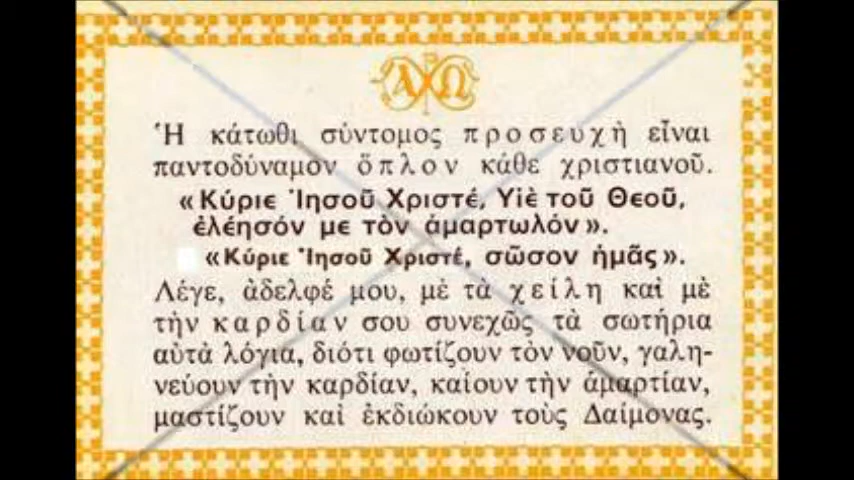 Α Ω
Ἡ κάτωθι σύντομος προσευχὴ εἶναι
παντοδύναμον ὅπλον κάθε χριστιανοῦ.
«Κύριε Ἰησοῦ Χριστέ, Υἱὲ τοῦ Θεοῦ,
ἐλέησόν με τὸν ἁμαρτωλόν».
«Κύριε Ἰησοῦ Χριστέ, σῶσον ἡμᾶς».
Λέγε, ἀδελφέ μου, μὲ τὰ χείλη καὶ μὲ
τὴν καρδίαν σου συνεχῶς τὰ σωτήρια
αὐτὰ λόγια, διότι φωτίζουν τὸν νοῦν, γαλη-
νεύουν τὴν καρδίαν, καίουν τὴν ἁμαρτίαν,
μαστίζουν καὶ ἐκδιώκουν τοὺς Δαίμονας.